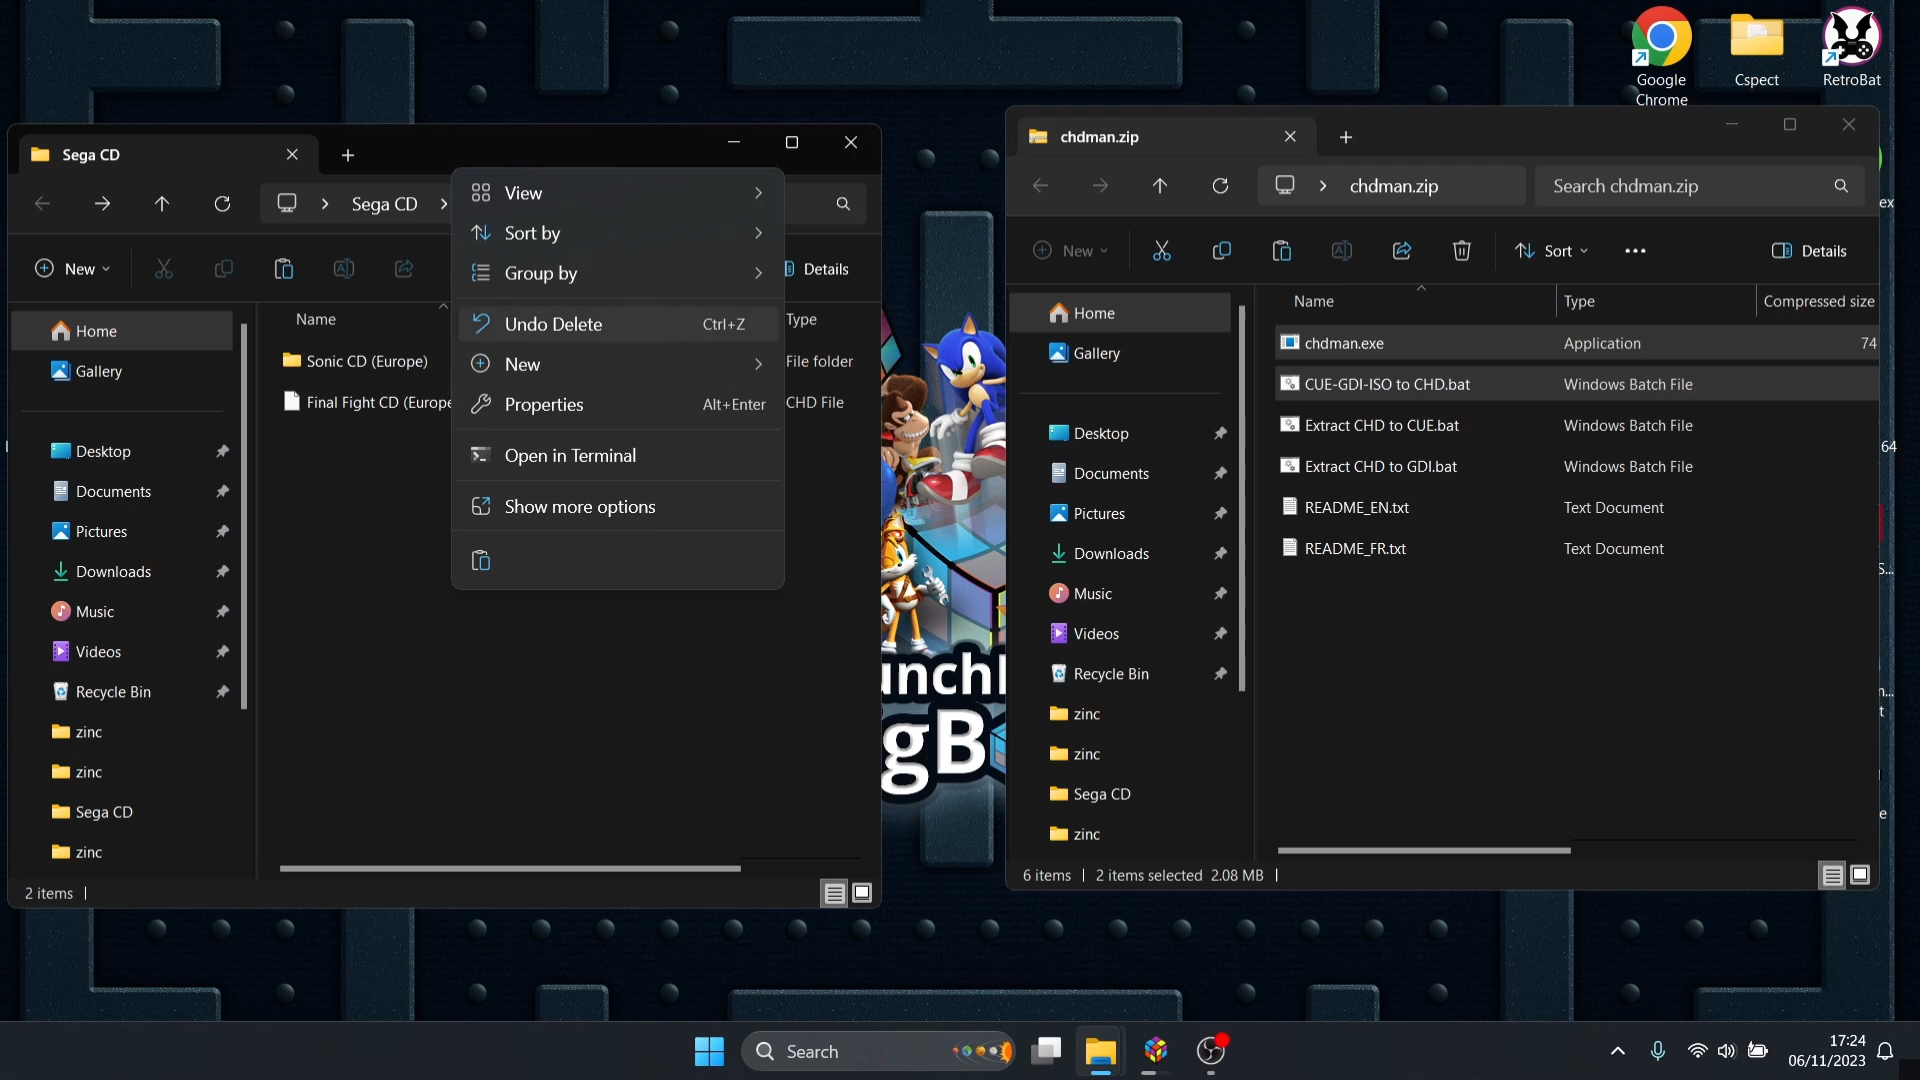 Google
Chrome
Cspect
RetroBat
Sega CD
Sega CD
New
Details
Home
Gallery
Desktop
Documents
Pictures
Downloads
Music
Videos
Recycle Bin
zinc
zinc
Sega CD
zinc
Name
Type
Sonic CD (Europe)
File folder
Final Fight CD (Europe
CHD File
2 items
View
Sort by
Group by
Undo Delete Ctrl+Z
New
Properties Alt+Enter
Open in Terminal
Show more options
chdman.zip
chdman.zip
Search chdman.zip
New
Sort
Details
Home
Gallery
Desktop
Documents
Pictures
Downloads
Music
Videos
Recycle Bin
zinc
zinc
Sega CD
zinc
Name Type Compressed size
chdman.exe Application 74
CUE-GDI-ISO to CHD.bat Windows Batch File
Extract CHD to CUE.bat Windows Batch File
Extract CHD to GDI.bat Windows Batch File
README_EN.txt Text Document
README_FR.txt Text Document
6 items 2 items selected 2.08 MB
ex
64
S...
unch
gB
Search
17:24
06/11/2023